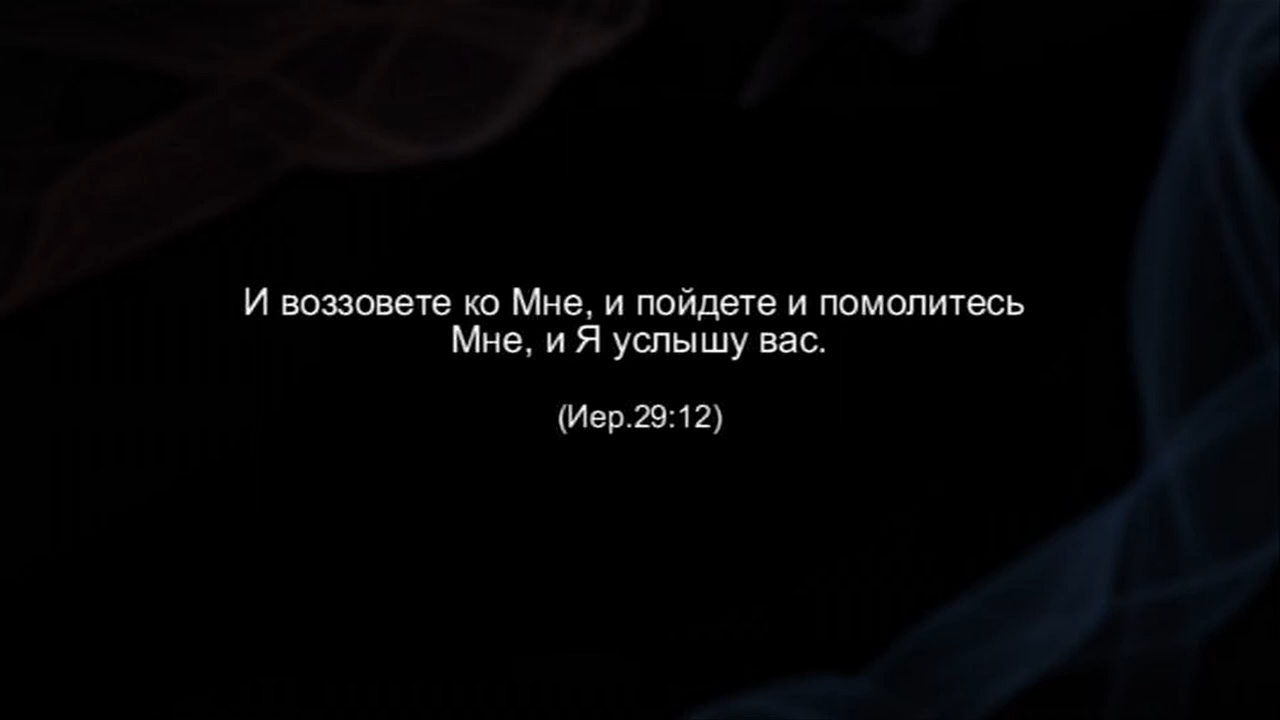 И воззовете ко Мне, и пойдете и помолитесь
Мне, и Я услышу вас.
(Иер.29:12)